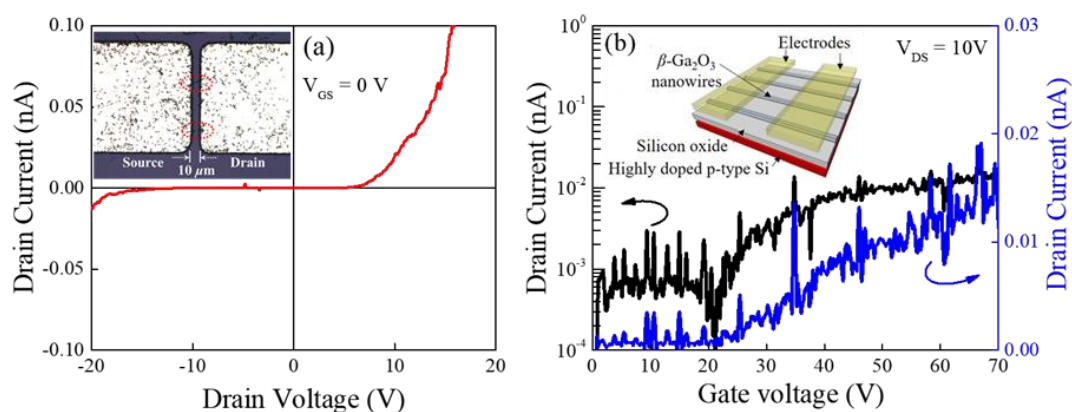 (a)
V_GS = 0 V
Source
Drain
10 μm
0.10
0.05
0.00
-0.05
-0.10
Drain Current (nA)
-20
-10
0
10
20
Drain Voltage (V)
(b)
Electrodes
V_DS = 10V
β-Ga₂O₃
nanowires
Silicon oxide
Highly doped p-type Si
10⁰
10⁻¹
10⁻²
10⁻³
10⁻⁴
Drain Current (nA)
0
10
20
30
40
50
60
70
Gate voltage (V)
0.03
0.02
0.01
0.00
Drain Current (nA)